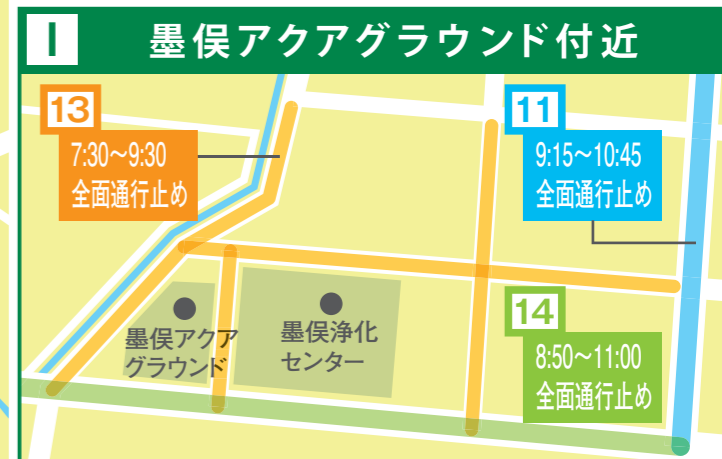 I 墨俣アクアグラウンド付近
13
7:30〜9:30
全面通行止め
11
9:15〜10:45
全面通行止め
墨俣アクア
グラウンド
墨俣浄化
センター
14
8:50〜11:00
全面通行止め